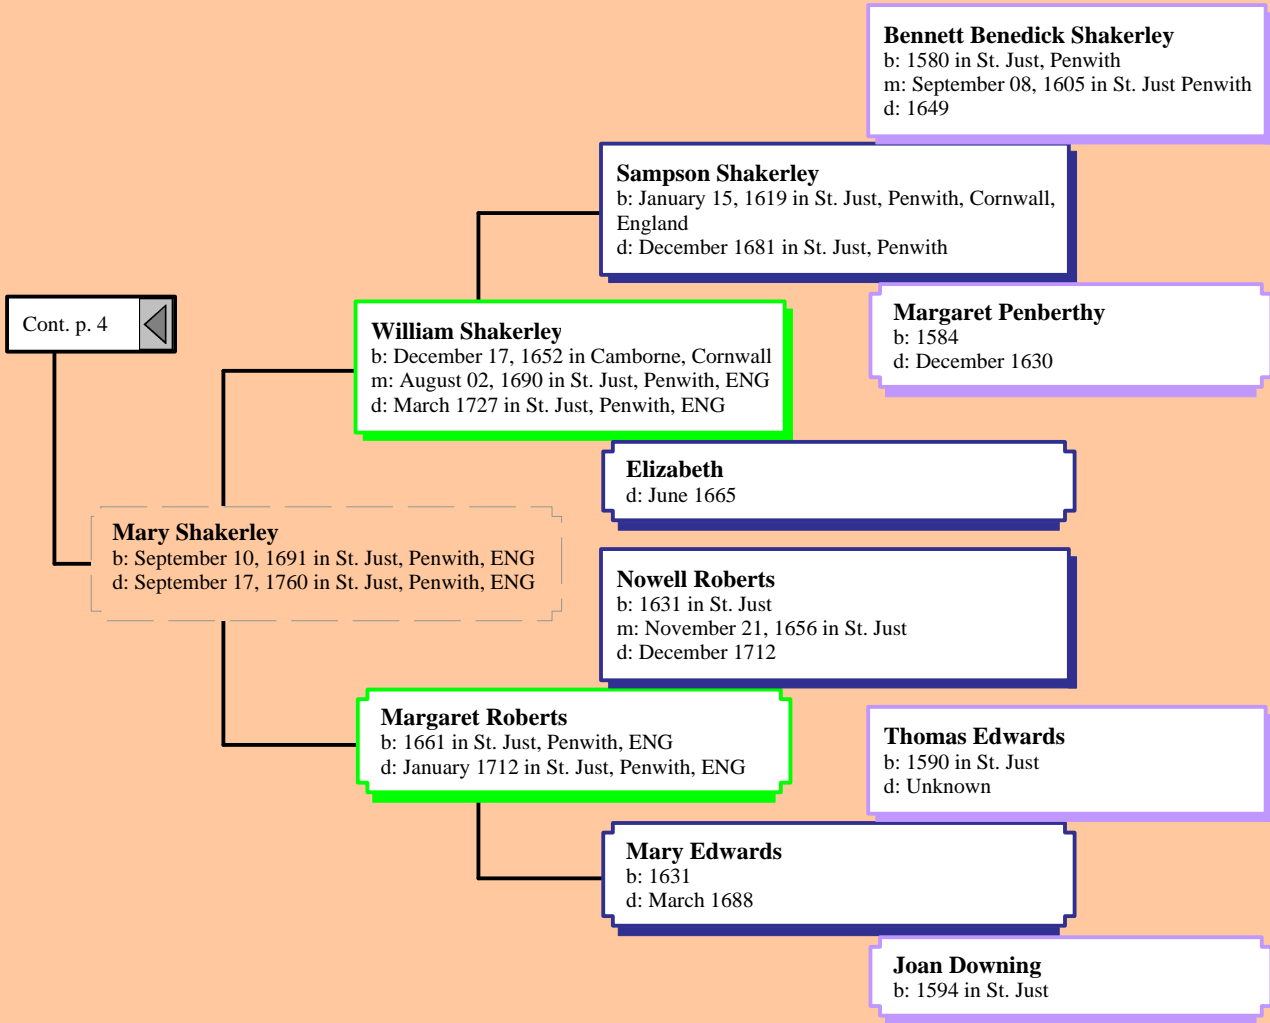 Bennett Benedick Shakerley
b: 1580 in St. Just, Penwith
m: September 08, 1605 in St. Just Penwith
d: 1649
Sampson Shakerley
b: January 15, 1619 in St. Just, Penwith, Cornwall,
England
d: December 1681 in St. Just, Penwith
Margaret Penberthy
b: 1584
d: December 1630
Cont. p. 4
William Shakerley
b: December 17, 1652 in Camborne, Cornwall
m: August 02, 1690 in St. Just, Penwith, ENG
d: March 1727 in St. Just, Penwith, ENG
Elizabeth
d: June 1665
Mary Shakerley
b: September 10, 1691 in St. Just, Penwith, ENG
d: September 17, 1760 in St. Just, Penwith, ENG
Nowell Roberts
b: 1631 in St. Just
m: November 21, 1656 in St. Just
d: December 1712
Margaret Roberts
b: 1661 in St. Just, Penwith, ENG
d: January 1712 in St. Just, Penwith, ENG
Thomas Edwards
b: 1590 in St. Just
d: Unknown
Mary Edwards
b: 1631
d: March 1688
Joan Downing
b: 1594 in St. Just